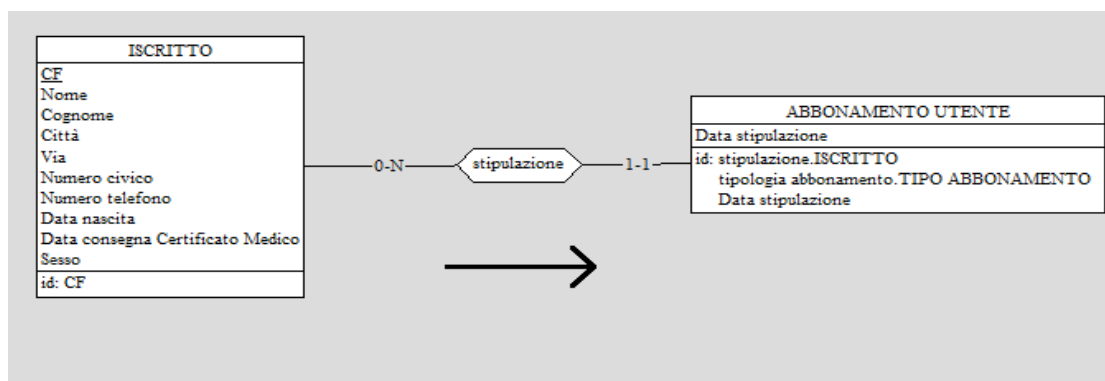 ISCRITTO
CF
Nome
Cognome
Città
Via
Numero civico
Numero telefono
Data nascita
Data consegna Certificato Medico
Sesso
id: CF
0-N
stipulazione
1-1
ABBONAMENTO UTENTE
Data stipulazione
id: stipulazione.ISCRITTO
tipologia abbonamento.TIPO ABBONAMENTO
Data stipulazione